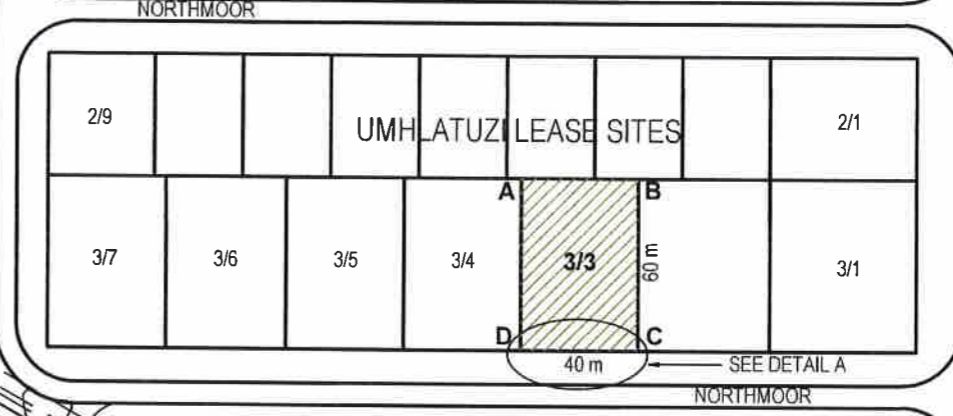 NORTHMOOR
2/9
UMHLATUZI LEASE SITES
2/1
A
B
3/7
3/6
3/5
3/4
3/3
60 m
3/1
D
C
40 m
SEE DETAIL A
NORTHMOOR